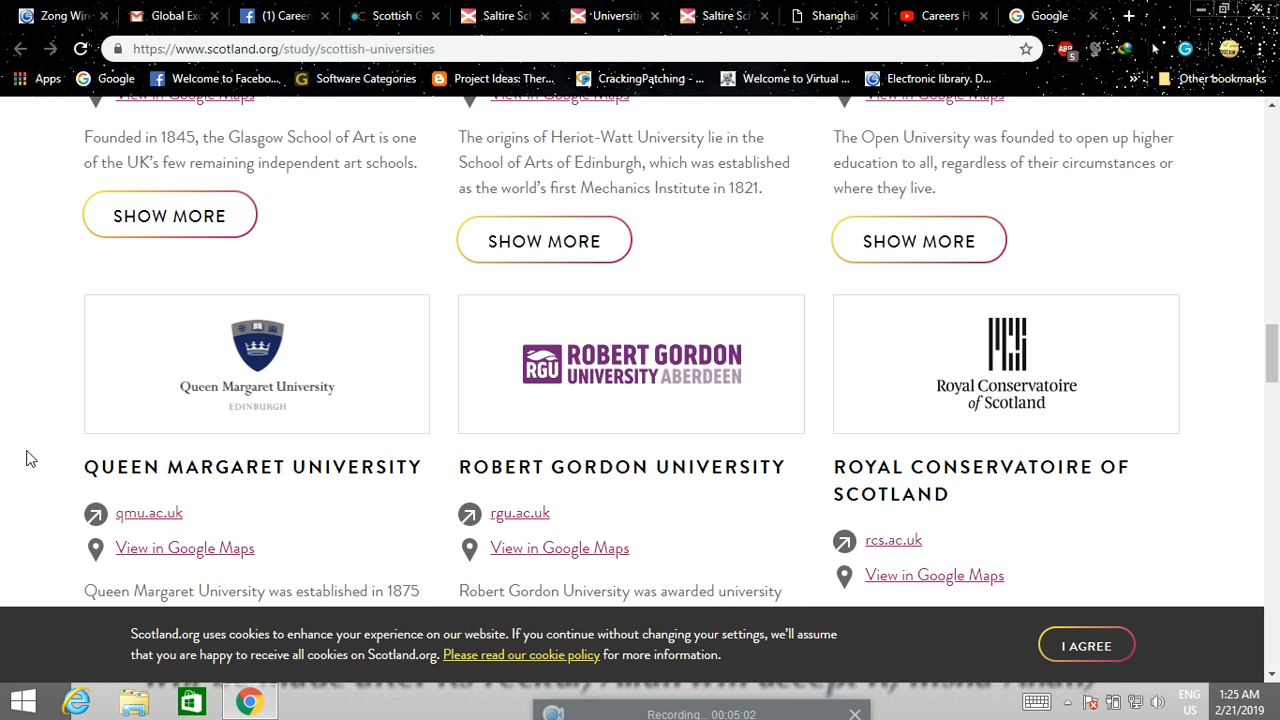 Zong Wire
Global Exc
(1) Career
Scottish G
Saltire Sch
Universitie
Saltire Sch
Shanghai
Careers H
Google
https://www.scotland.org/study/scottish-universities
ABP
5
Apps
Google
Welcome to Facebo...
Software Categories
Project Ideas: Ther...
CrackingPatching - ...
Welcome to Virtual ...
Electronic library. D...
Other bookmarks
View in Google Maps
View in Google Maps
View in Google Maps
Founded in 1845, the Glasgow School of Art is one
of the UK's few remaining independent art schools.
SHOW MORE
The origins of Heriot-Watt University lie in the
School of Arts of Edinburgh, which was established
as the world's first Mechanics Institute in 1821.
SHOW MORE
The Open University was founded to open up higher
education to all, regardless of their circumstances or
where they live.
SHOW MORE
Queen Margaret University
EDINBURGH
RGU
ROBERT GORDON
UNIVERSITY ABERDEEN
Royal Conservatoire
of Scotland
QUEEN MARGARET UNIVERSITY
qmu.ac.uk
View in Google Maps
Queen Margaret University was established in 1875
ROBERT GORDON UNIVERSITY
rgu.ac.uk
View in Google Maps
Robert Gordon University was awarded university
ROYAL CONSERVATOIRE OF
SCOTLAND
rcs.ac.uk
View in Google Maps
Scotland.org uses cookies to enhance your experience on our website. If you continue without changing your settings, we'll assume
that you are happy to receive all cookies on Scotland.org. Please read our cookie policy for more information.
I AGREE
Recording... 00:05:02
ENG
US
1:25 AM
2/21/2019